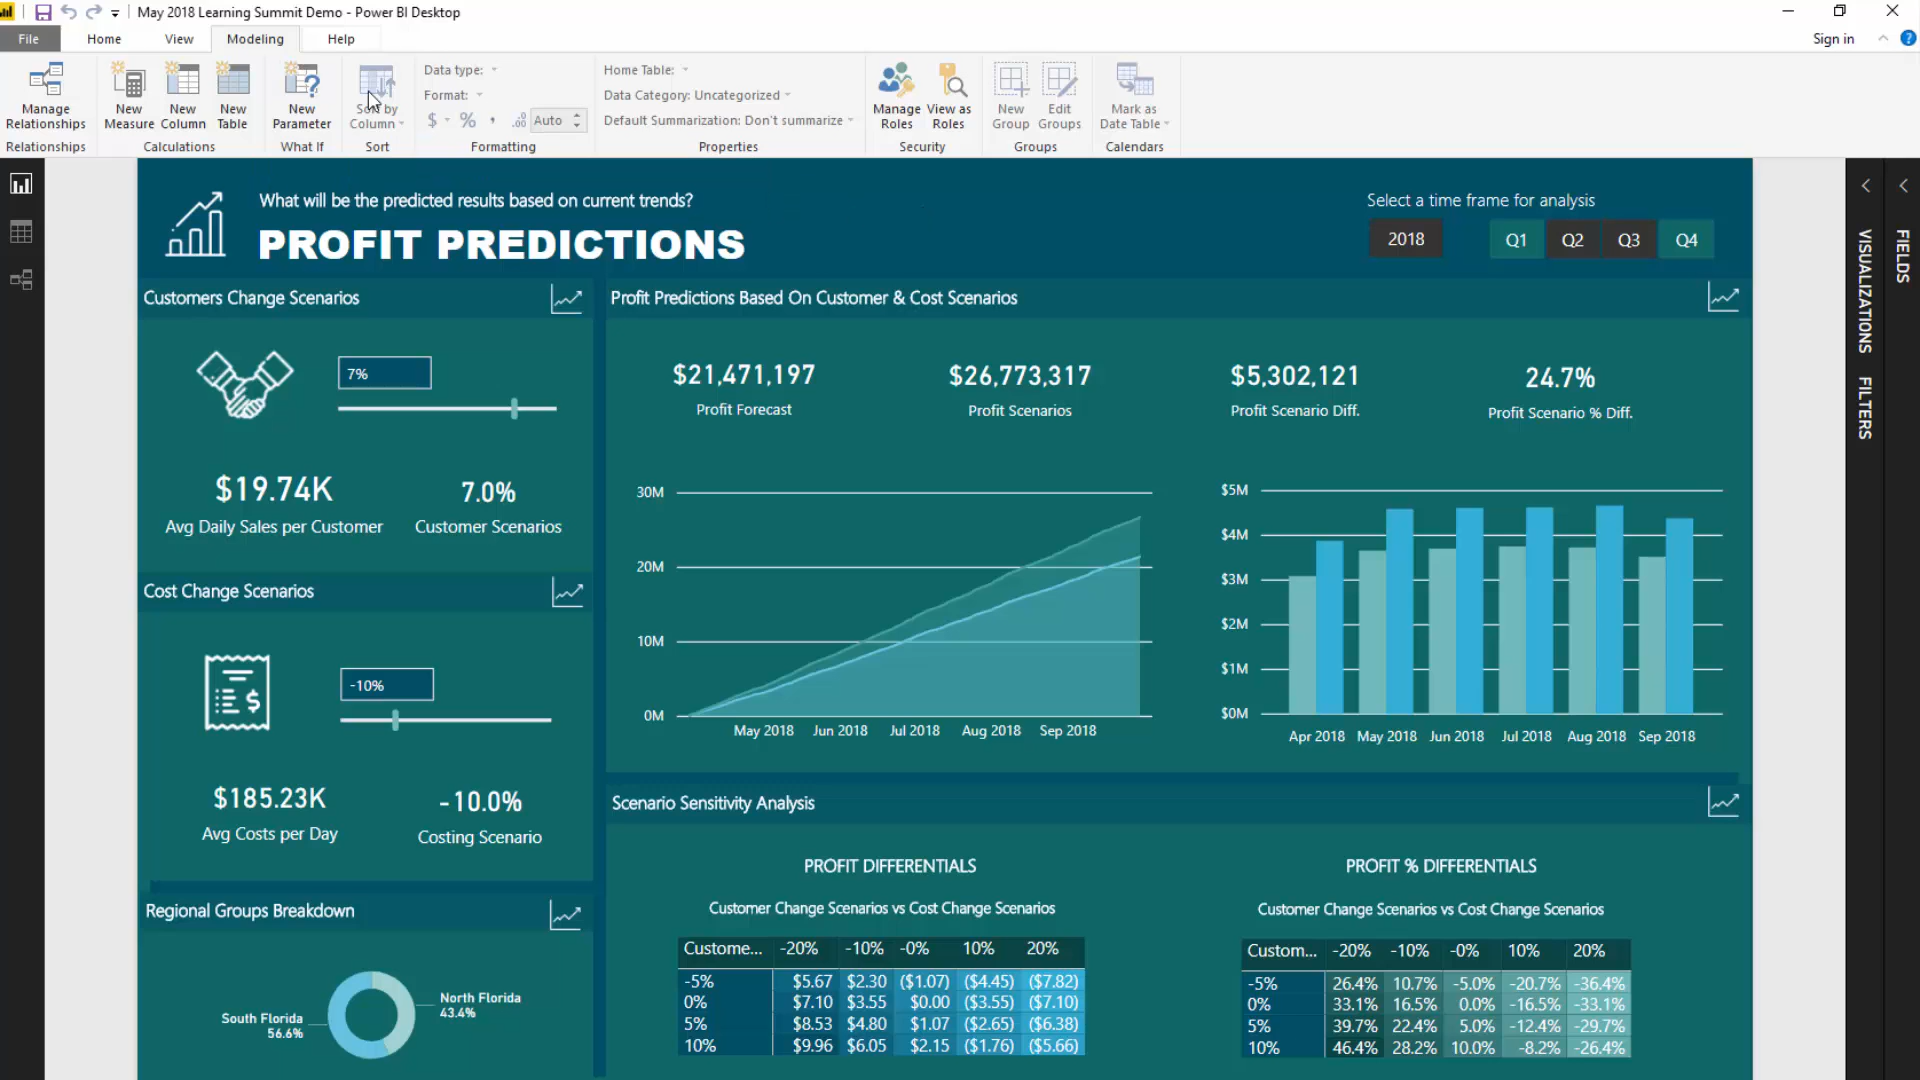 May 2018 Learning Summit Demo - Power BI Desktop
File Home View Modeling Help Sign in
Manage Relationships
New Measure
New Column
New Table
New Parameter
Sort by Column
Data type:
Format:
$ % , .00 Auto
Home Table:
Data Category: Uncategorized
Default Summarization: Don't summarize
Manage Roles
View as Roles
New Group
Edit Groups
Mark as Date Table
Relationships Calculations What If Sort Formatting Properties Security Groups Calendars
What will be the predicted results based on current trends?
PROFIT PREDICTIONS
Select a time frame for analysis
2018 Q1 Q2 Q3 Q4
VISUALIZATIONS
FILTERS
FIELDS
Customers Change Scenarios
7%
$19.74K
Avg Daily Sales per Customer
7.0%
Customer Scenarios
Cost Change Scenarios
-10%
$185.23K
Avg Costs per Day
-10.0%
Costing Scenario
Regional Groups Breakdown
North Florida
43.4%
South Florida
56.6%
Profit Predictions Based On Customer & Cost Scenarios
$21,471,197
Profit Forecast
$26,773,317
Profit Scenarios
$5,302,121
Profit Scenario Diff.
24.7%
Profit Scenario % Diff.
30M
20M
10M
0M
May 2018 Jun 2018 Jul 2018 Aug 2018 Sep 2018
$5M
$4M
$3M
$2M
$1M
$0M
Apr 2018 May 2018 Jun 2018 Jul 2018 Aug 2018 Sep 2018
Scenario Sensitivity Analysis
PROFIT DIFFERENTIALS
Customer Change Scenarios vs Cost Change Scenarios
Custome... -20% -10% -0% 10% 20%
-5% $5.67 $2.30 ($1.07) ($4.45) ($7.82)
0% $7.10 $3.55 $0.00 ($3.55) ($7.10)
5% $8.53 $4.80 $1.07 ($2.65) ($6.38)
10% $9.96 $6.05 $2.15 ($1.76) ($5.66)
PROFIT % DIFFERENTIALS
Customer Change Scenarios vs Cost Change Scenarios
Custom... -20% -10% -0% 10% 20%
-5% 26.4% 10.7% -5.0% -20.7% -36.4%
0% 33.1% 16.5% 0.0% -16.5% -33.1%
5% 39.7% 22.4% 5.0% -12.4% -29.7%
10% 46.4% 28.2% 10.0% -8.2% -26.4%